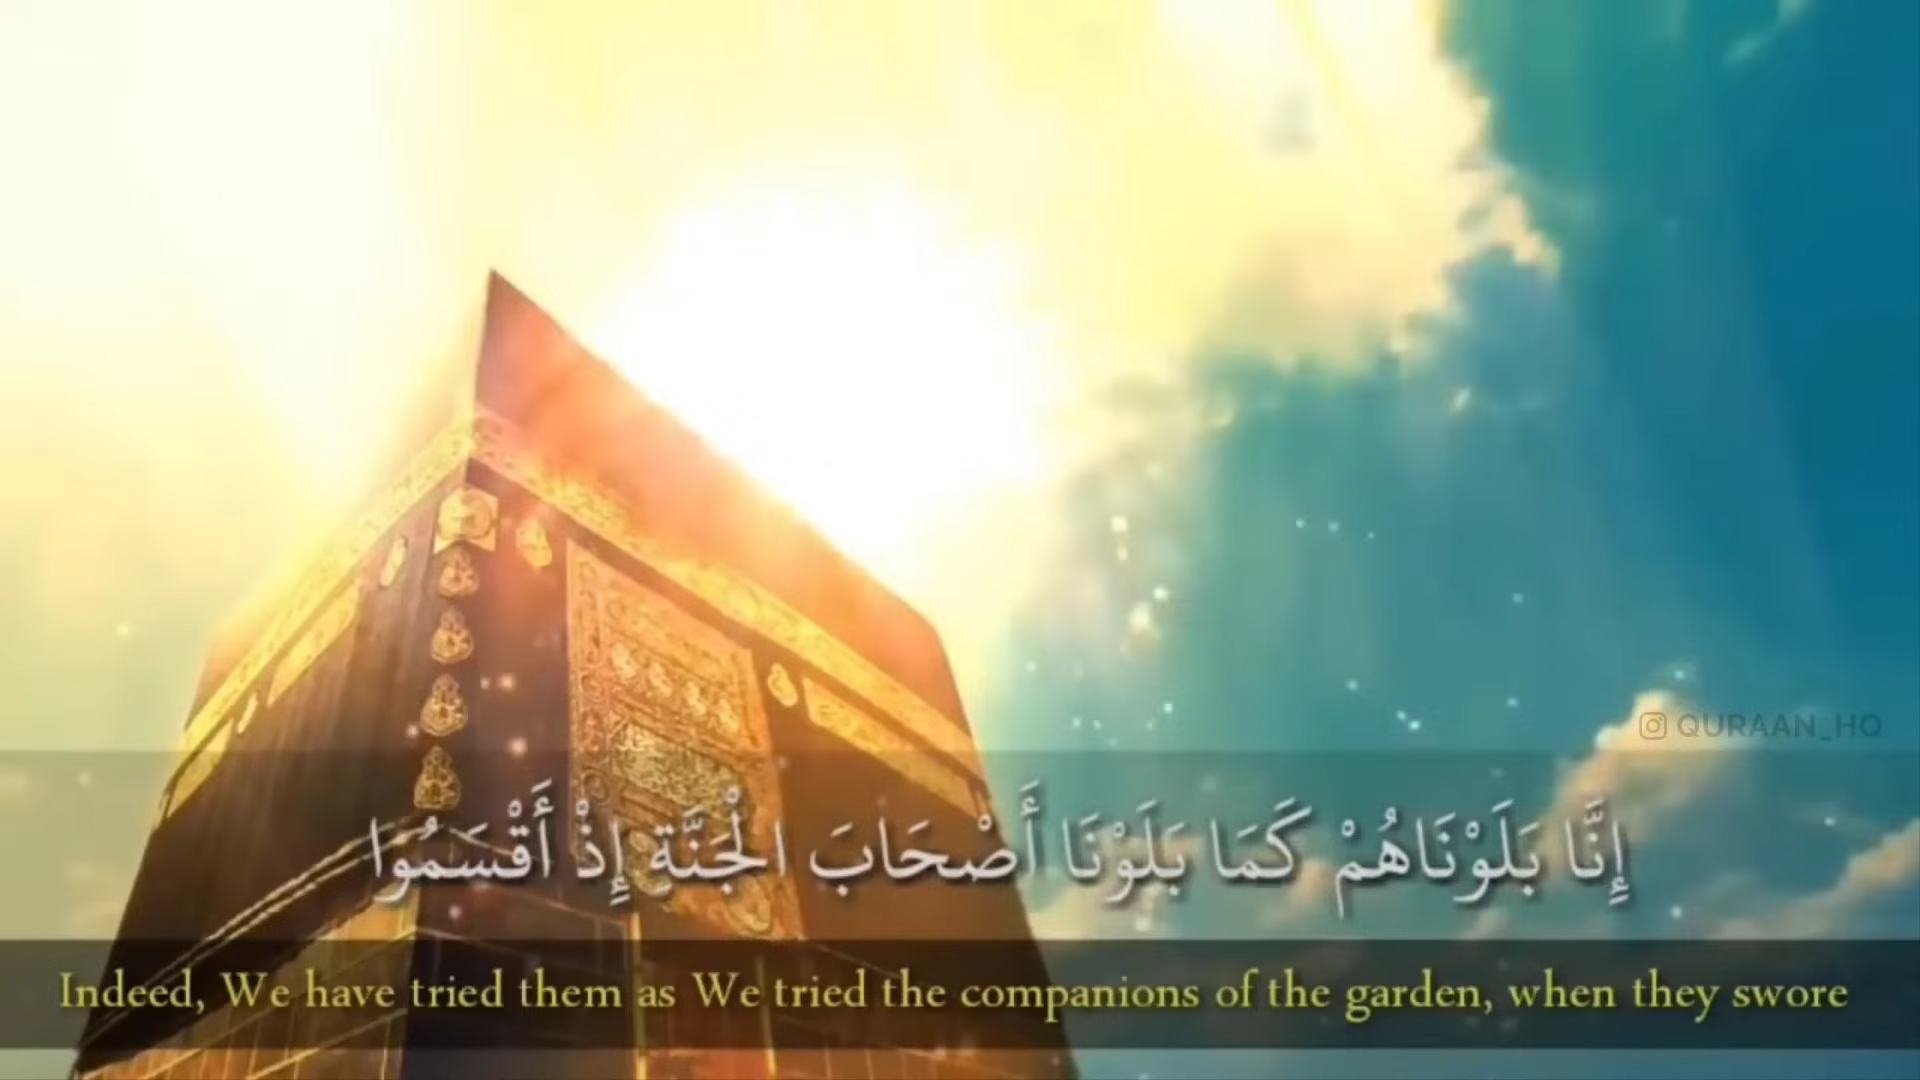 QURAAN_HQ
إِنَّا بَلَوْنَاهُمْ كَمَا بَلَوْنَا أَصْحَابَ الْجَنَّةِ إِذْ أَقْسَمُوا
Indeed, We have tried them as We tried the companions of the garden, when they swore